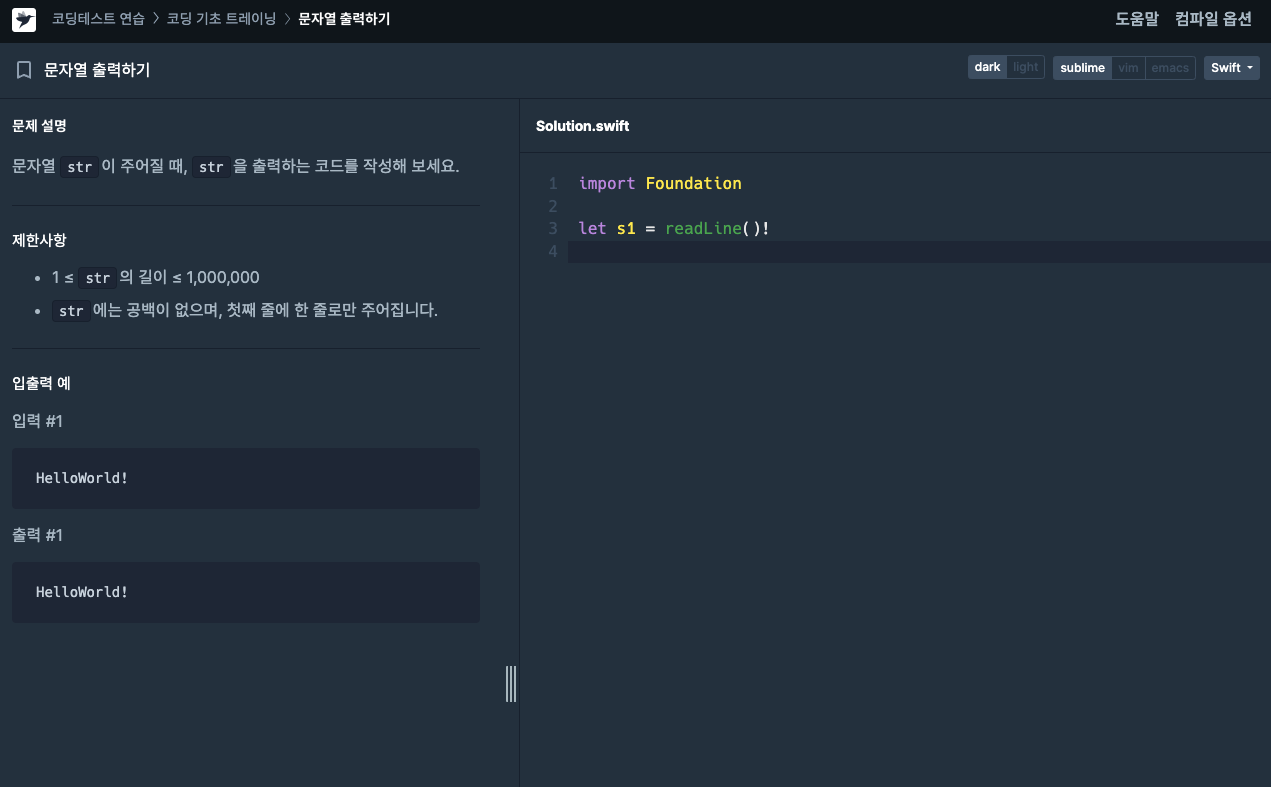 코딩테스트 연습 > 코딩 기초 트레이닝 > 문자열 출력하기 도움말 컴파일 옵션
문자열 출력하기 dark light sublime vim emacs Swift
문제 설명
문자열 str 이 주어질 때, str 을 출력하는 코드를 작성해 보세요.
제한사항
• 1 ≤ str 의 길이 ≤ 1,000,000
• str 에는 공백이 없으며, 첫째 줄에 한 줄로만 주어집니다.
입출력 예
입력 #1
HelloWorld!
출력 #1
HelloWorld!
Solution.swift
1 import Foundation
2
3 let s1 = readLine()!
4